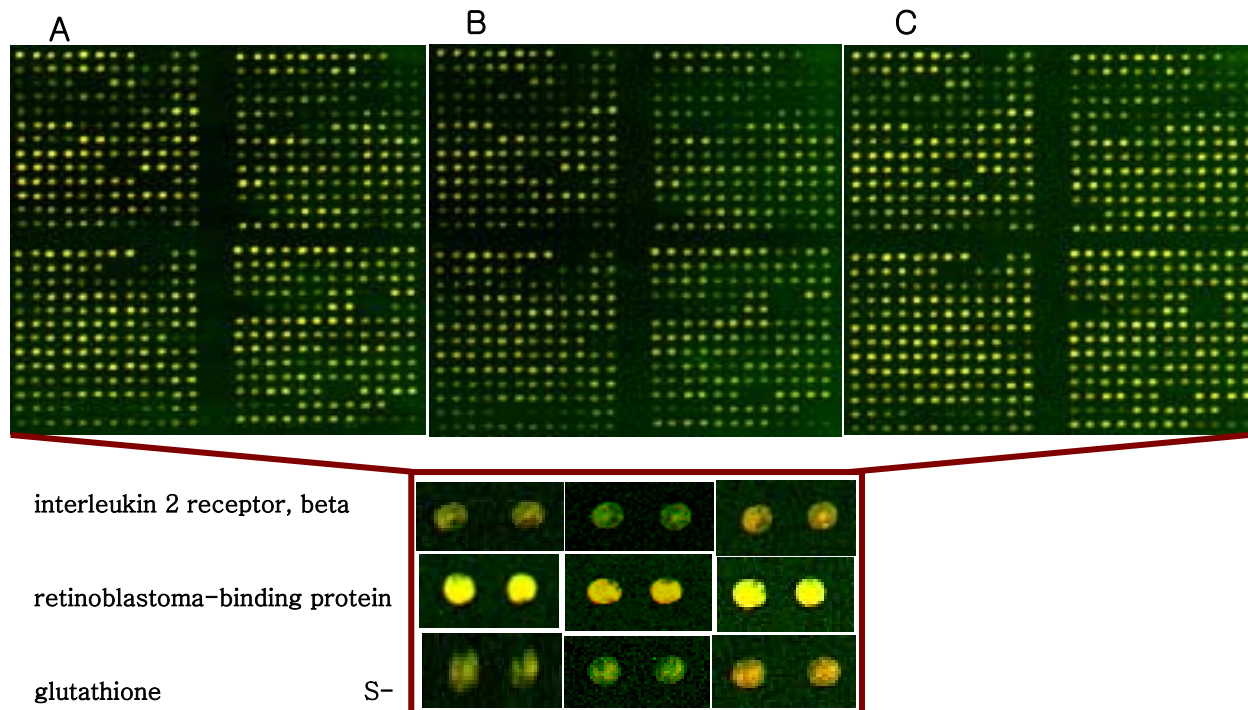 A B C
interleukin 2 receptor, beta
retinoblastoma-binding protein
glutathione S-